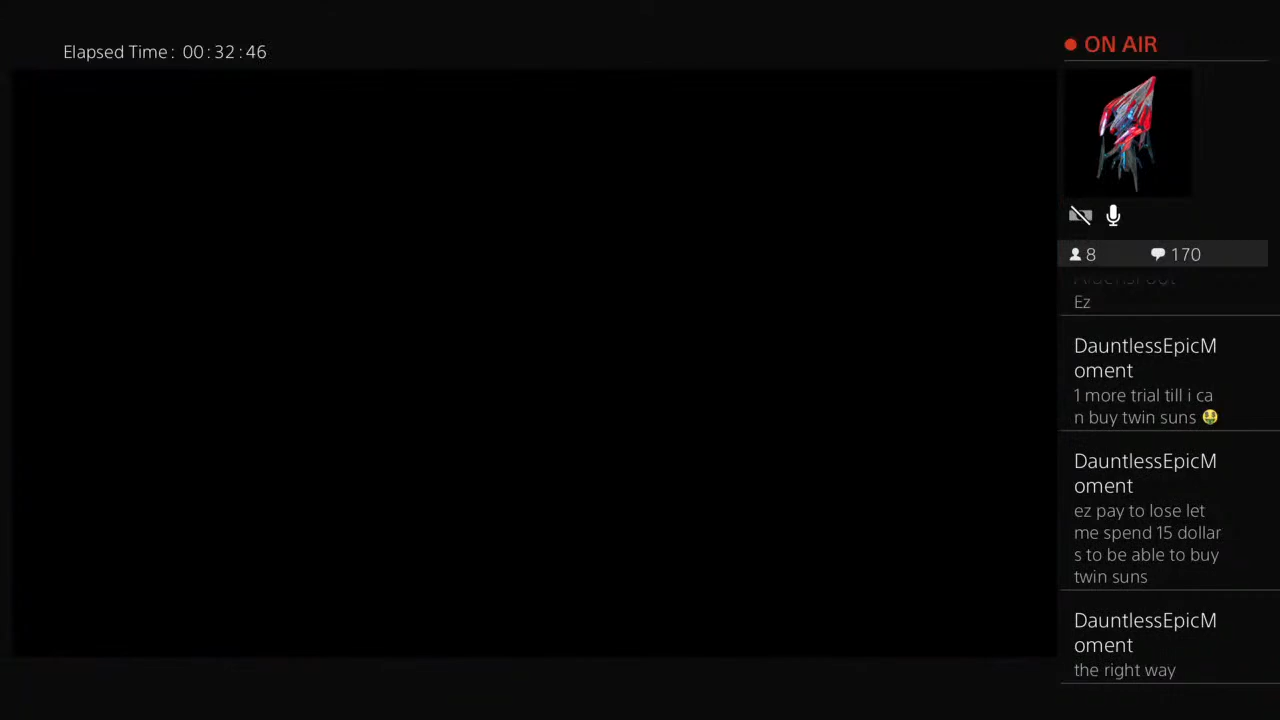 Elapsed Time: 00:32:46
ON AIR
8 170
Ez
DauntlessEpicM
oment
1 more trial till i ca
n buy twin suns 🤑
DauntlessEpicM
oment
ez pay to lose let
me spend 15 dollar
s to be able to buy
twin suns
DauntlessEpicM
oment
the right way